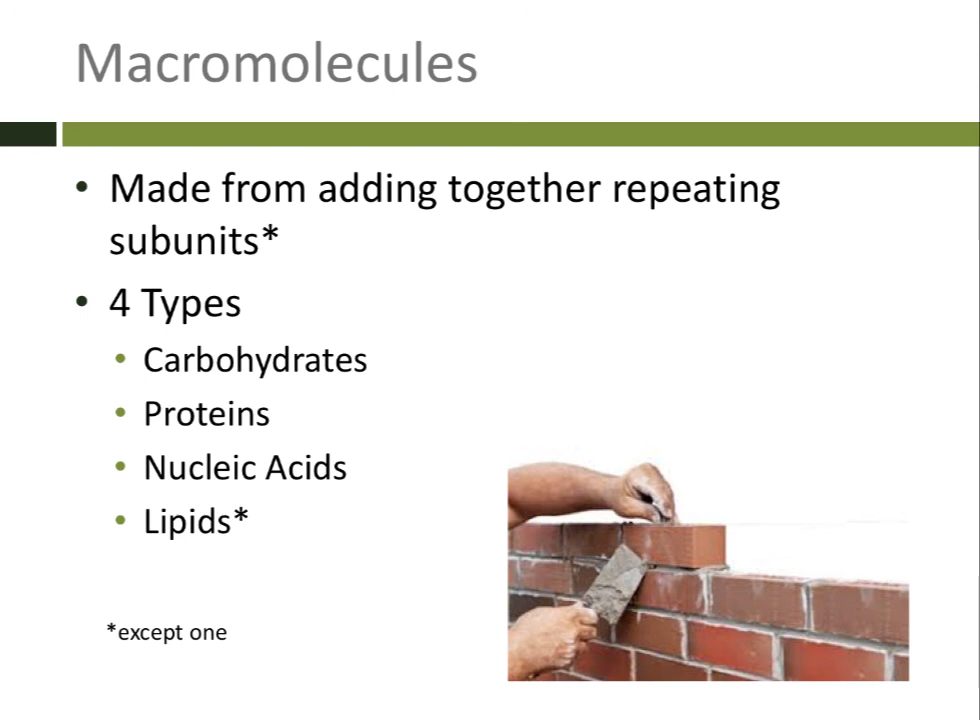 Macromolecules
• Made from adding together repeating
subunits*
• 4 Types
• Carbohydrates
• Proteins
• Nucleic Acids
• Lipids*
*except one